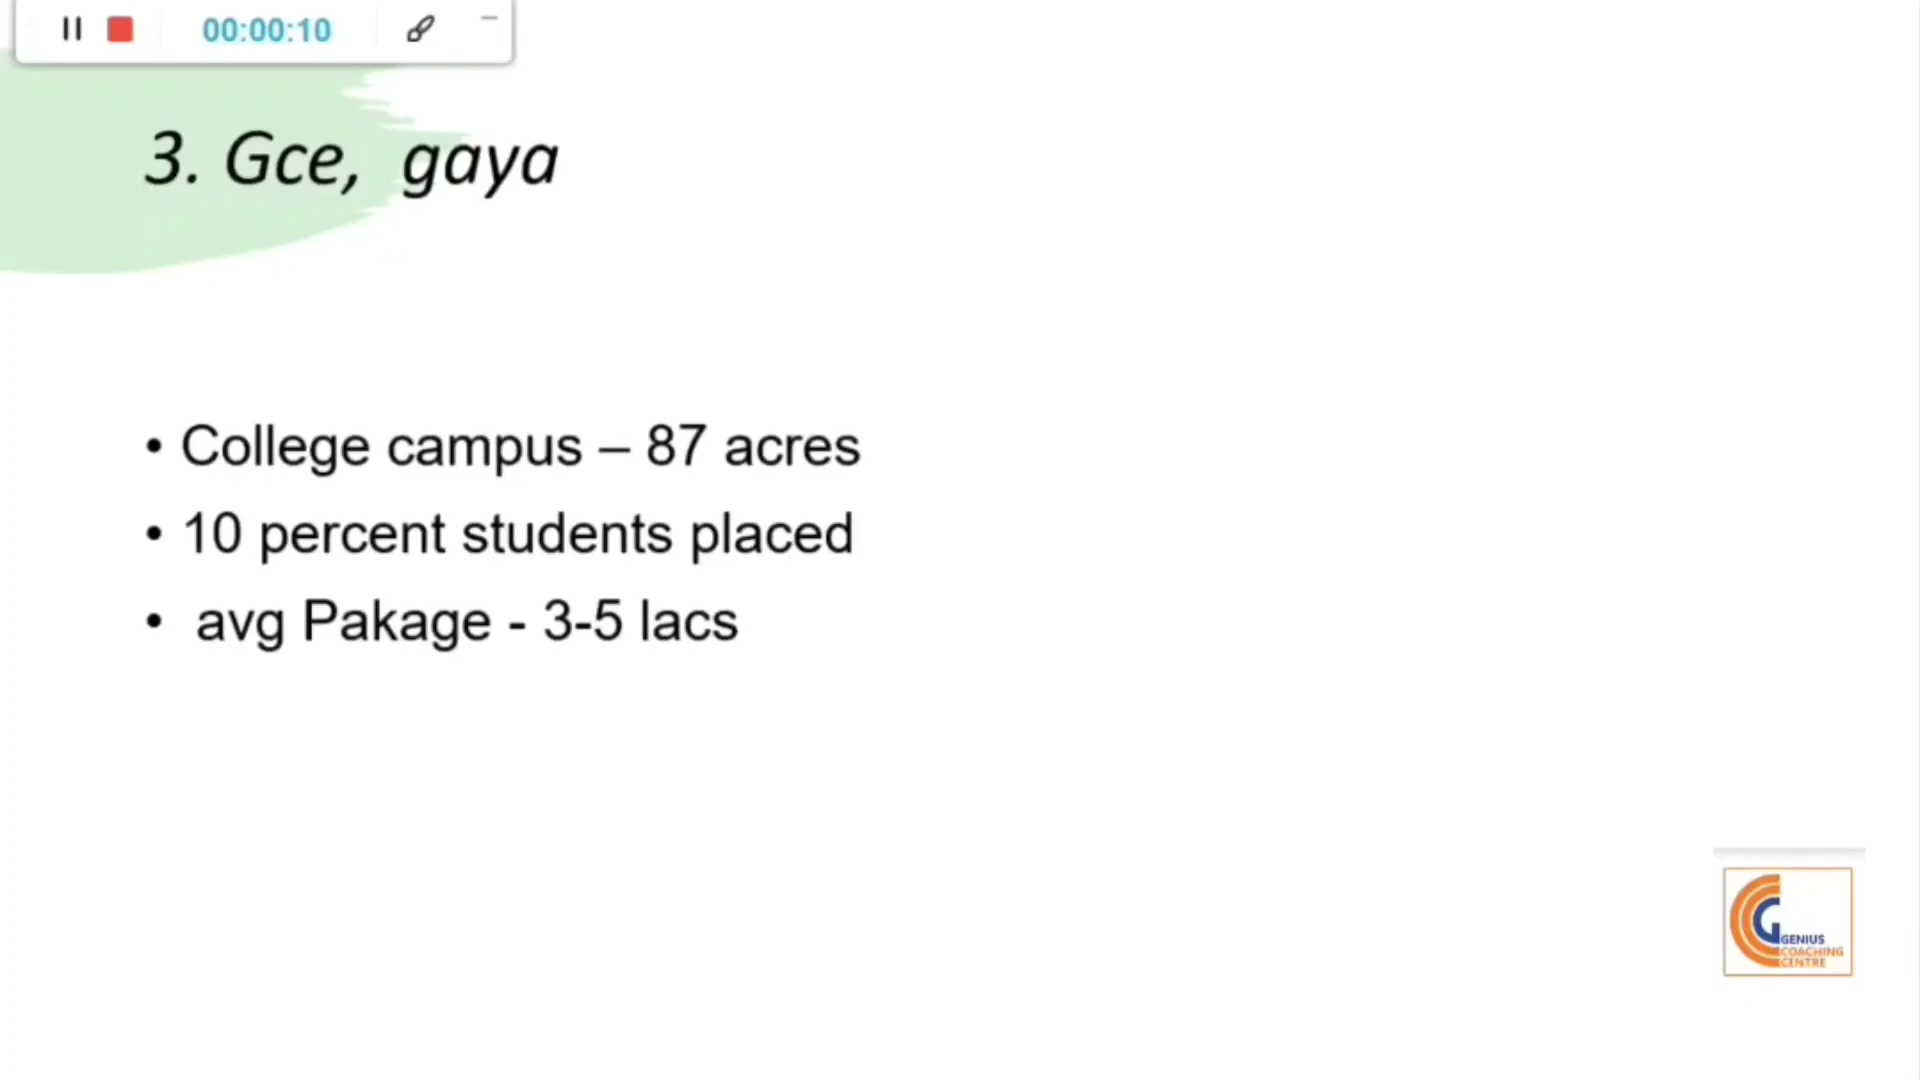 00:00:10
3. Gce, gaya
• College campus – 87 acres
• 10 percent students placed
• avg Pakage - 3-5 lacs
GENIUS
COACHING
CENTRE